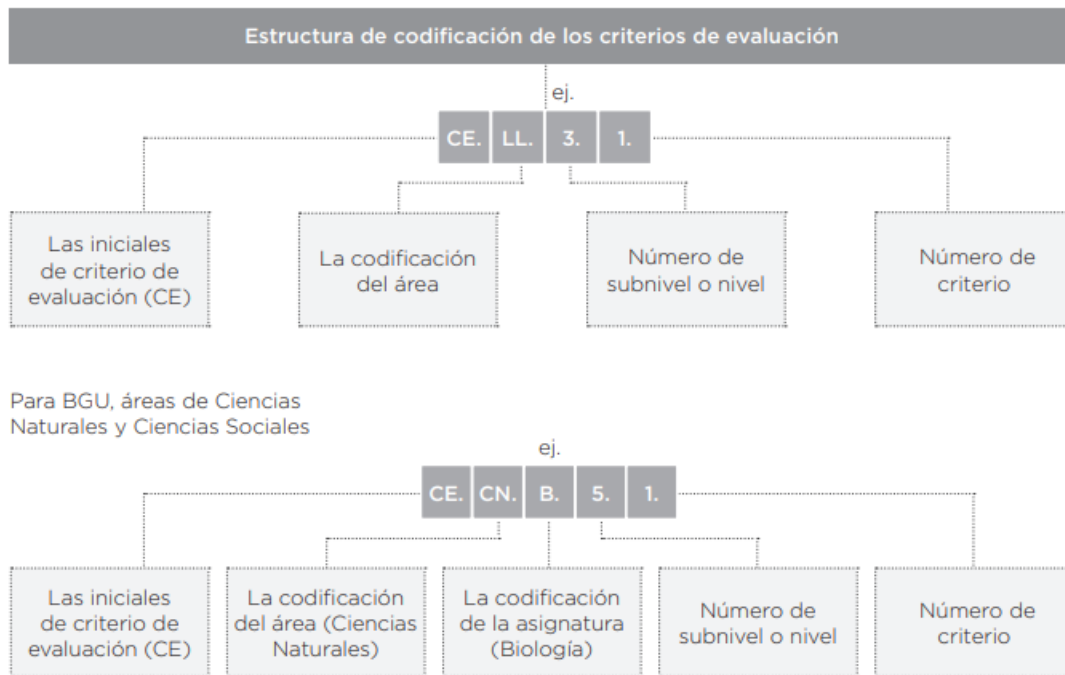 Estructura de codificación de los criterios de evaluación
ej.
CE. LL. 3. 1.
Las iniciales
de criterio de
evaluación (CE)
La codificación
del área
Número de
subnivel o nivel
Número de
criterio
Para BGU, áreas de Ciencias
Naturales y Ciencias Sociales
ej.
CE. CN. B. 5. 1.
Las iniciales
de criterio de
evaluación (CE)
La codificación
del área (Ciencias
Naturales)
La codificación
de la asignatura
(Biología)
Número de
subnivel o nivel
Número de
criterio